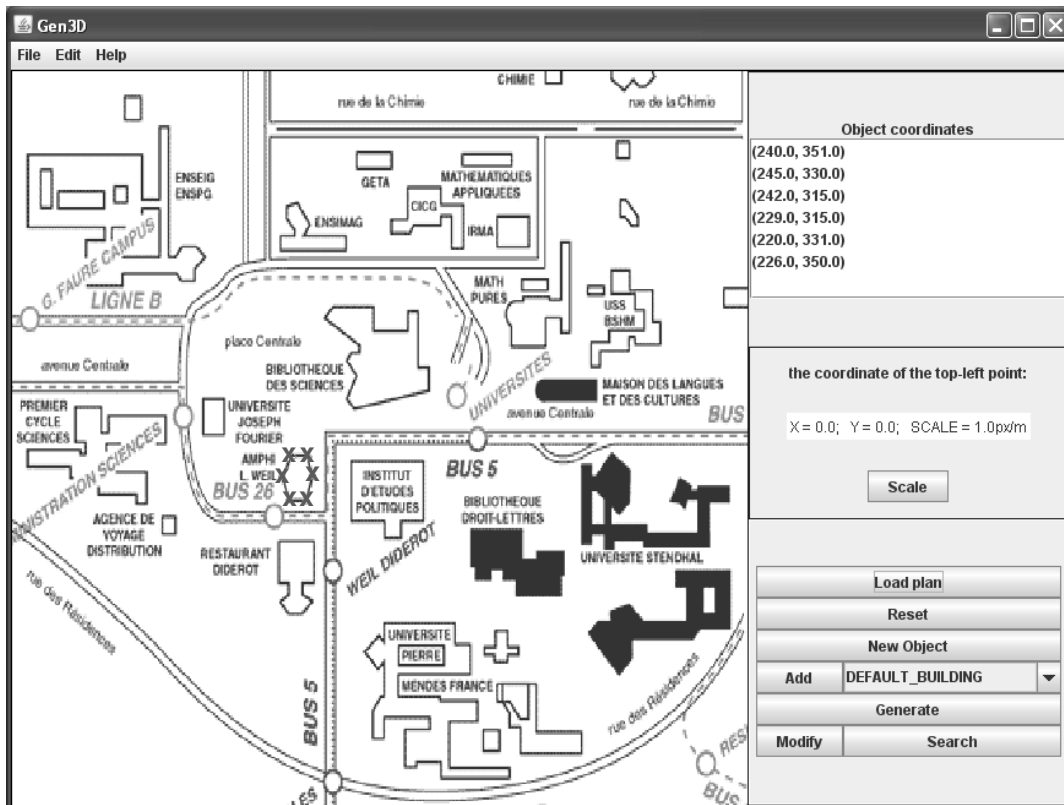 Gen3D
File Edit Help
CHIMIE
rue de la Chimie
rue de la Chimie
ENSEIG
ENSPG
GETA
MATHEMATIQUES
APPLIQUEES
CICG
ENSIMAG
IRMA
G. FAURE CAMPUS
LIGNE B
MATH
PURES
USS
BSHM
place Centrale
avenue Centrale
BIBLIOTHEQUE
DES SCIENCES
UNIVERSITES
MAISON DES LANGUES
ET DES CULTURES
avenue Centrale
BUS
PREMIER
CYCLE
SCIENCES
UNIVERSITE
JOSEPH
FOURIER
AMPHI
L. WEIL
BUS 26
NISTRATION SCIENCES
BUS 5
INSTITUT
D'ETUDES
POLITIQUES
BIBLIOTHEQUE
DROIT-LETTRES
AGENCE DE
VOYAGE
DISTRIBUTION
RESTAURANT
DIDEROT
WEIL DIDEROT
UNIVERSITE STENDHAL
rue des Résidences
UNIVERSITE
PIERRE
MENDES FRANCE
BUS 5
rue des Résidences
RES
BUS
LES
Object coordinates
(240.0, 351.0)
(245.0, 330.0)
(242.0, 315.0)
(229.0, 315.0)
(220.0, 331.0)
(226.0, 350.0)
the coordinate of the top-left point:
X = 0.0; Y = 0.0; SCALE = 1.0px/m
Scale
Load plan
Reset
New Object
Add DEFAULT_BUILDING
Generate
Modify Search